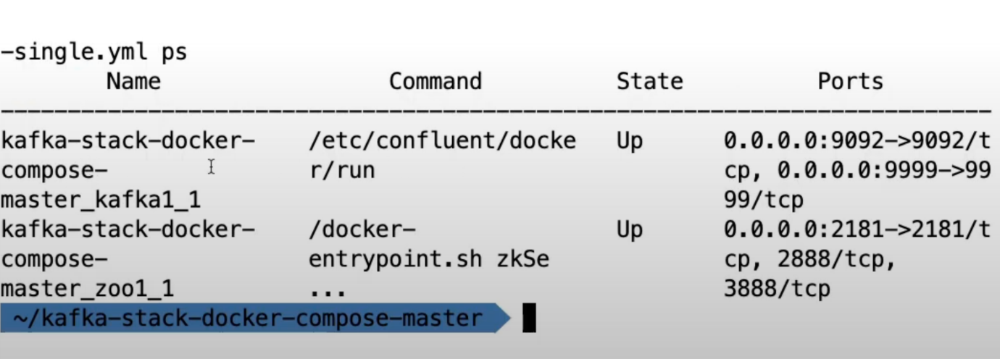 -single.yml ps
Name Command State Ports
--------------------------------------------------------------------------
kafka-stack-docker- /etc/confluent/docke Up 0.0.0.0:9092->9092/t
compose- r/run cp, 0.0.0.0:9999->99
master_kafka1_1 99/tcp
kafka-stack-docker- /docker- Up 0.0.0.0:2181->2181/t
compose- entrypoint.sh zkSe cp, 2888/tcp,
master_zoo1_1 ... 3888/tcp
~/kafka-stack-docker-compose-master